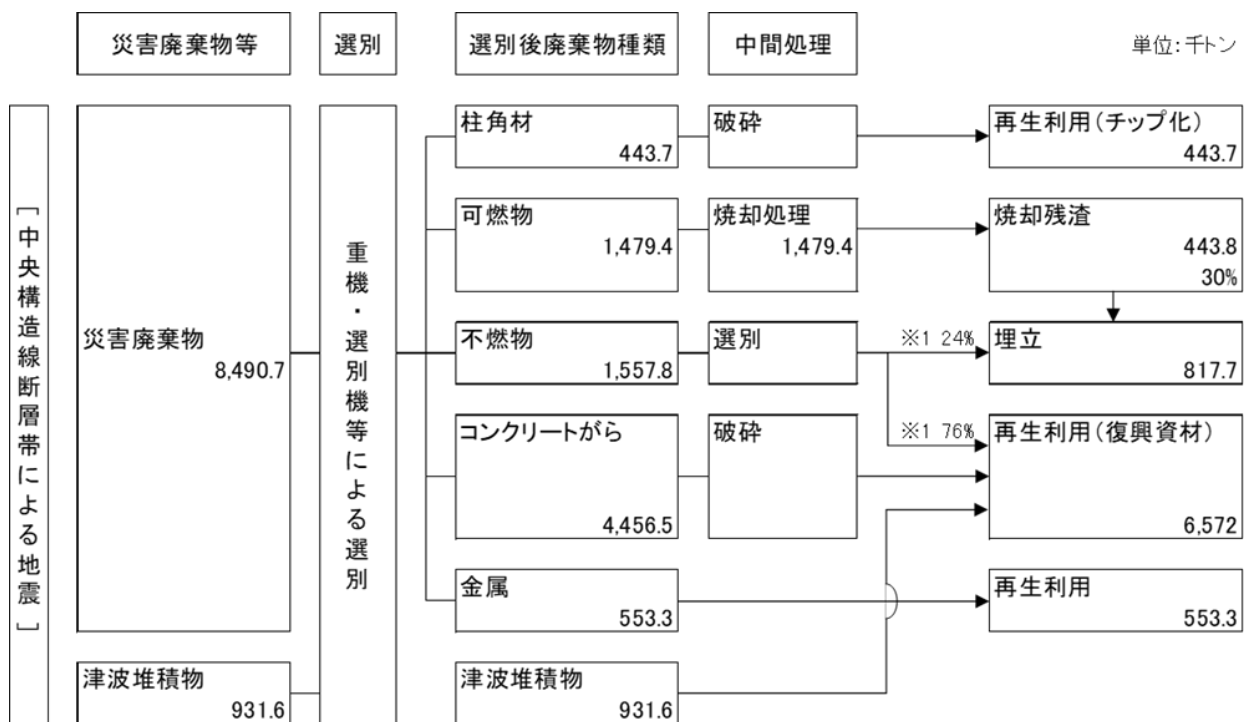 災害廃棄物等
選別
選別後廃棄物種類
中間処理
単位：千トン
[中央構造線断層帯による地震]
災害廃棄物
8,490.7
津波堆積物
931.6
重機・選別機等による選別
柱角材
443.7
破砕
再生利用（チップ化）
443.7
可燃物
1,479.4
焼却処理
1,479.4
焼却残渣
443.8
30%
不燃物
1,557.8
選別
※1 24%
埋立
817.7
コンクリートがら
4,456.5
破砕
※1 76%
再生利用（復興資材）
6,572
金属
553.3
再生利用
553.3
津波堆積物
931.6